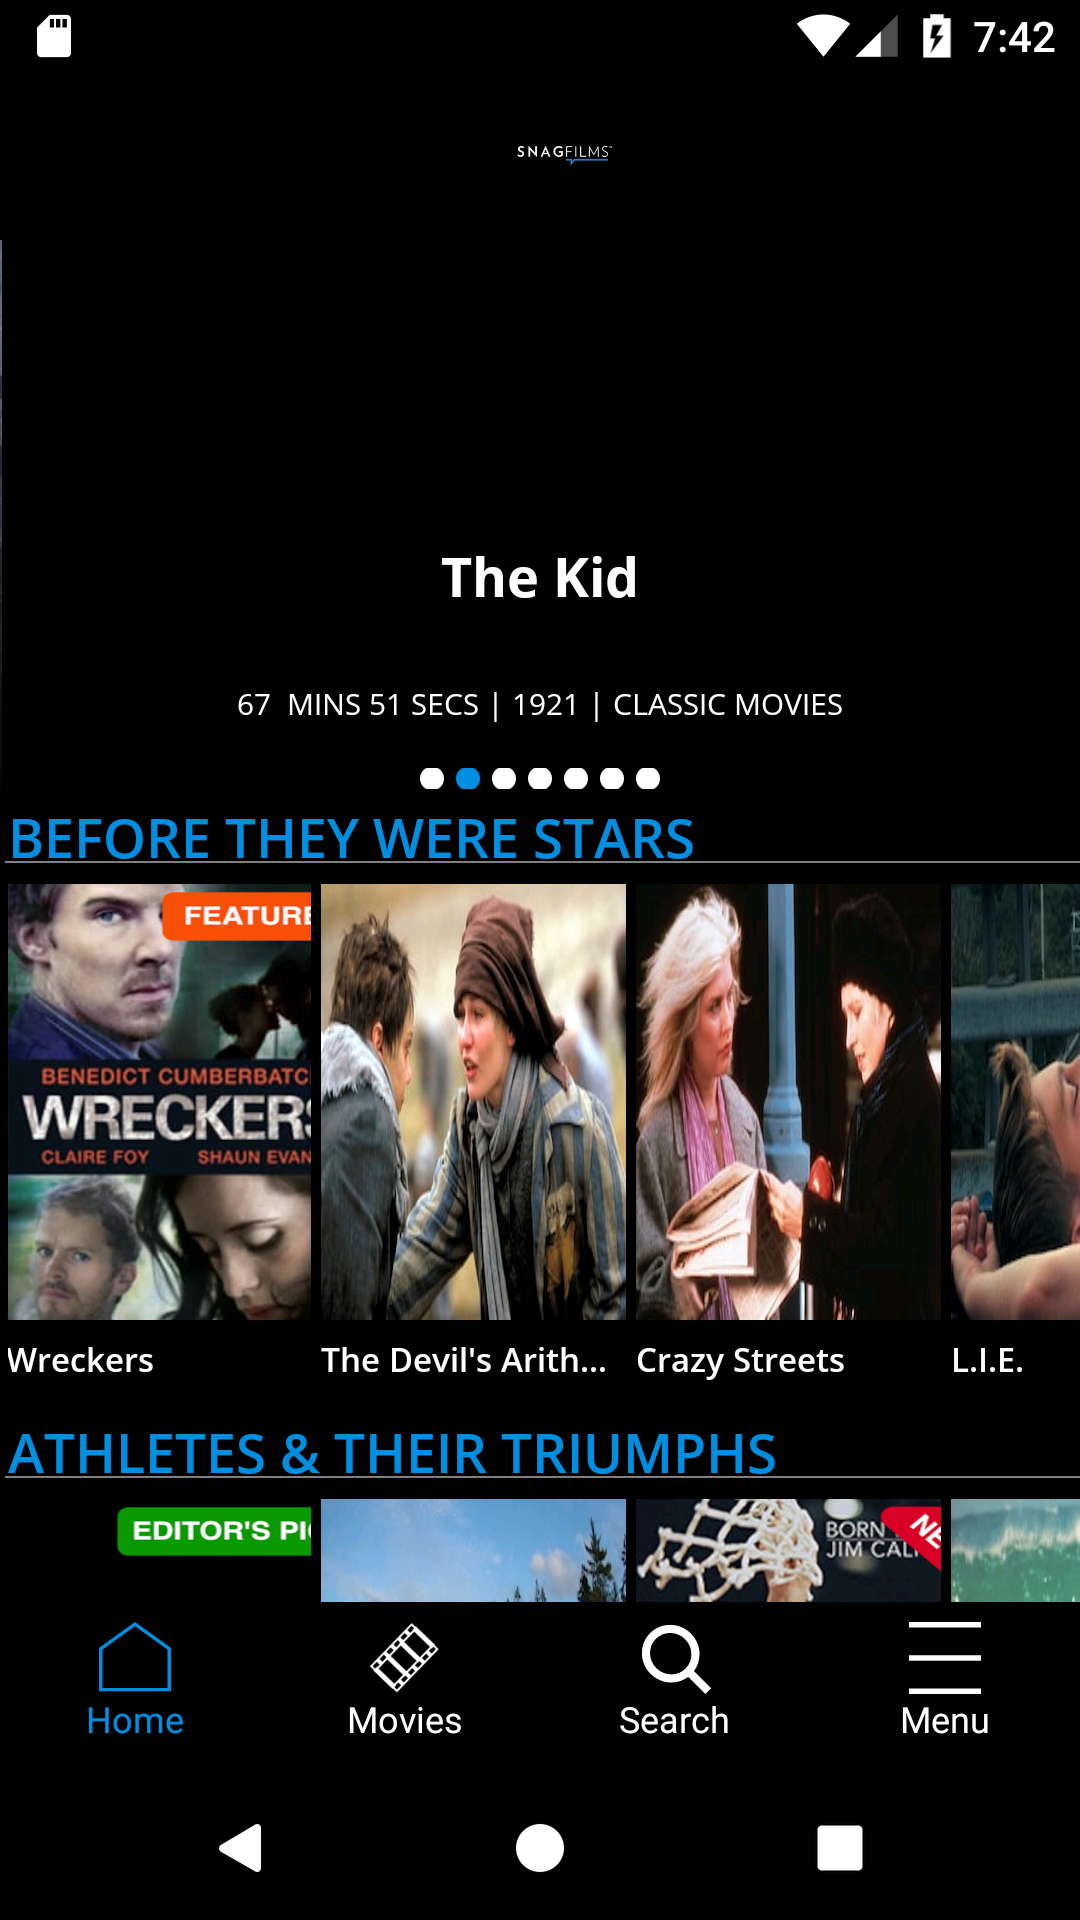 7:42
SNAGFILMS
The Kid
67 MINS 51 SECS | 1921 | CLASSIC MOVIES
BEFORE THEY WERE STARS
FEATURE
BENEDICT CUMBERBATC
WRECKERS
CLAIRE FOY SHAUN EVAN
Wreckers
The Devil's Arith...
Crazy Streets
L.I.E.
ATHLETES & THEIR TRIUMPHS
EDITOR'S PI
BORN
JIM CAL
NE
Home
Movies
Search
Menu